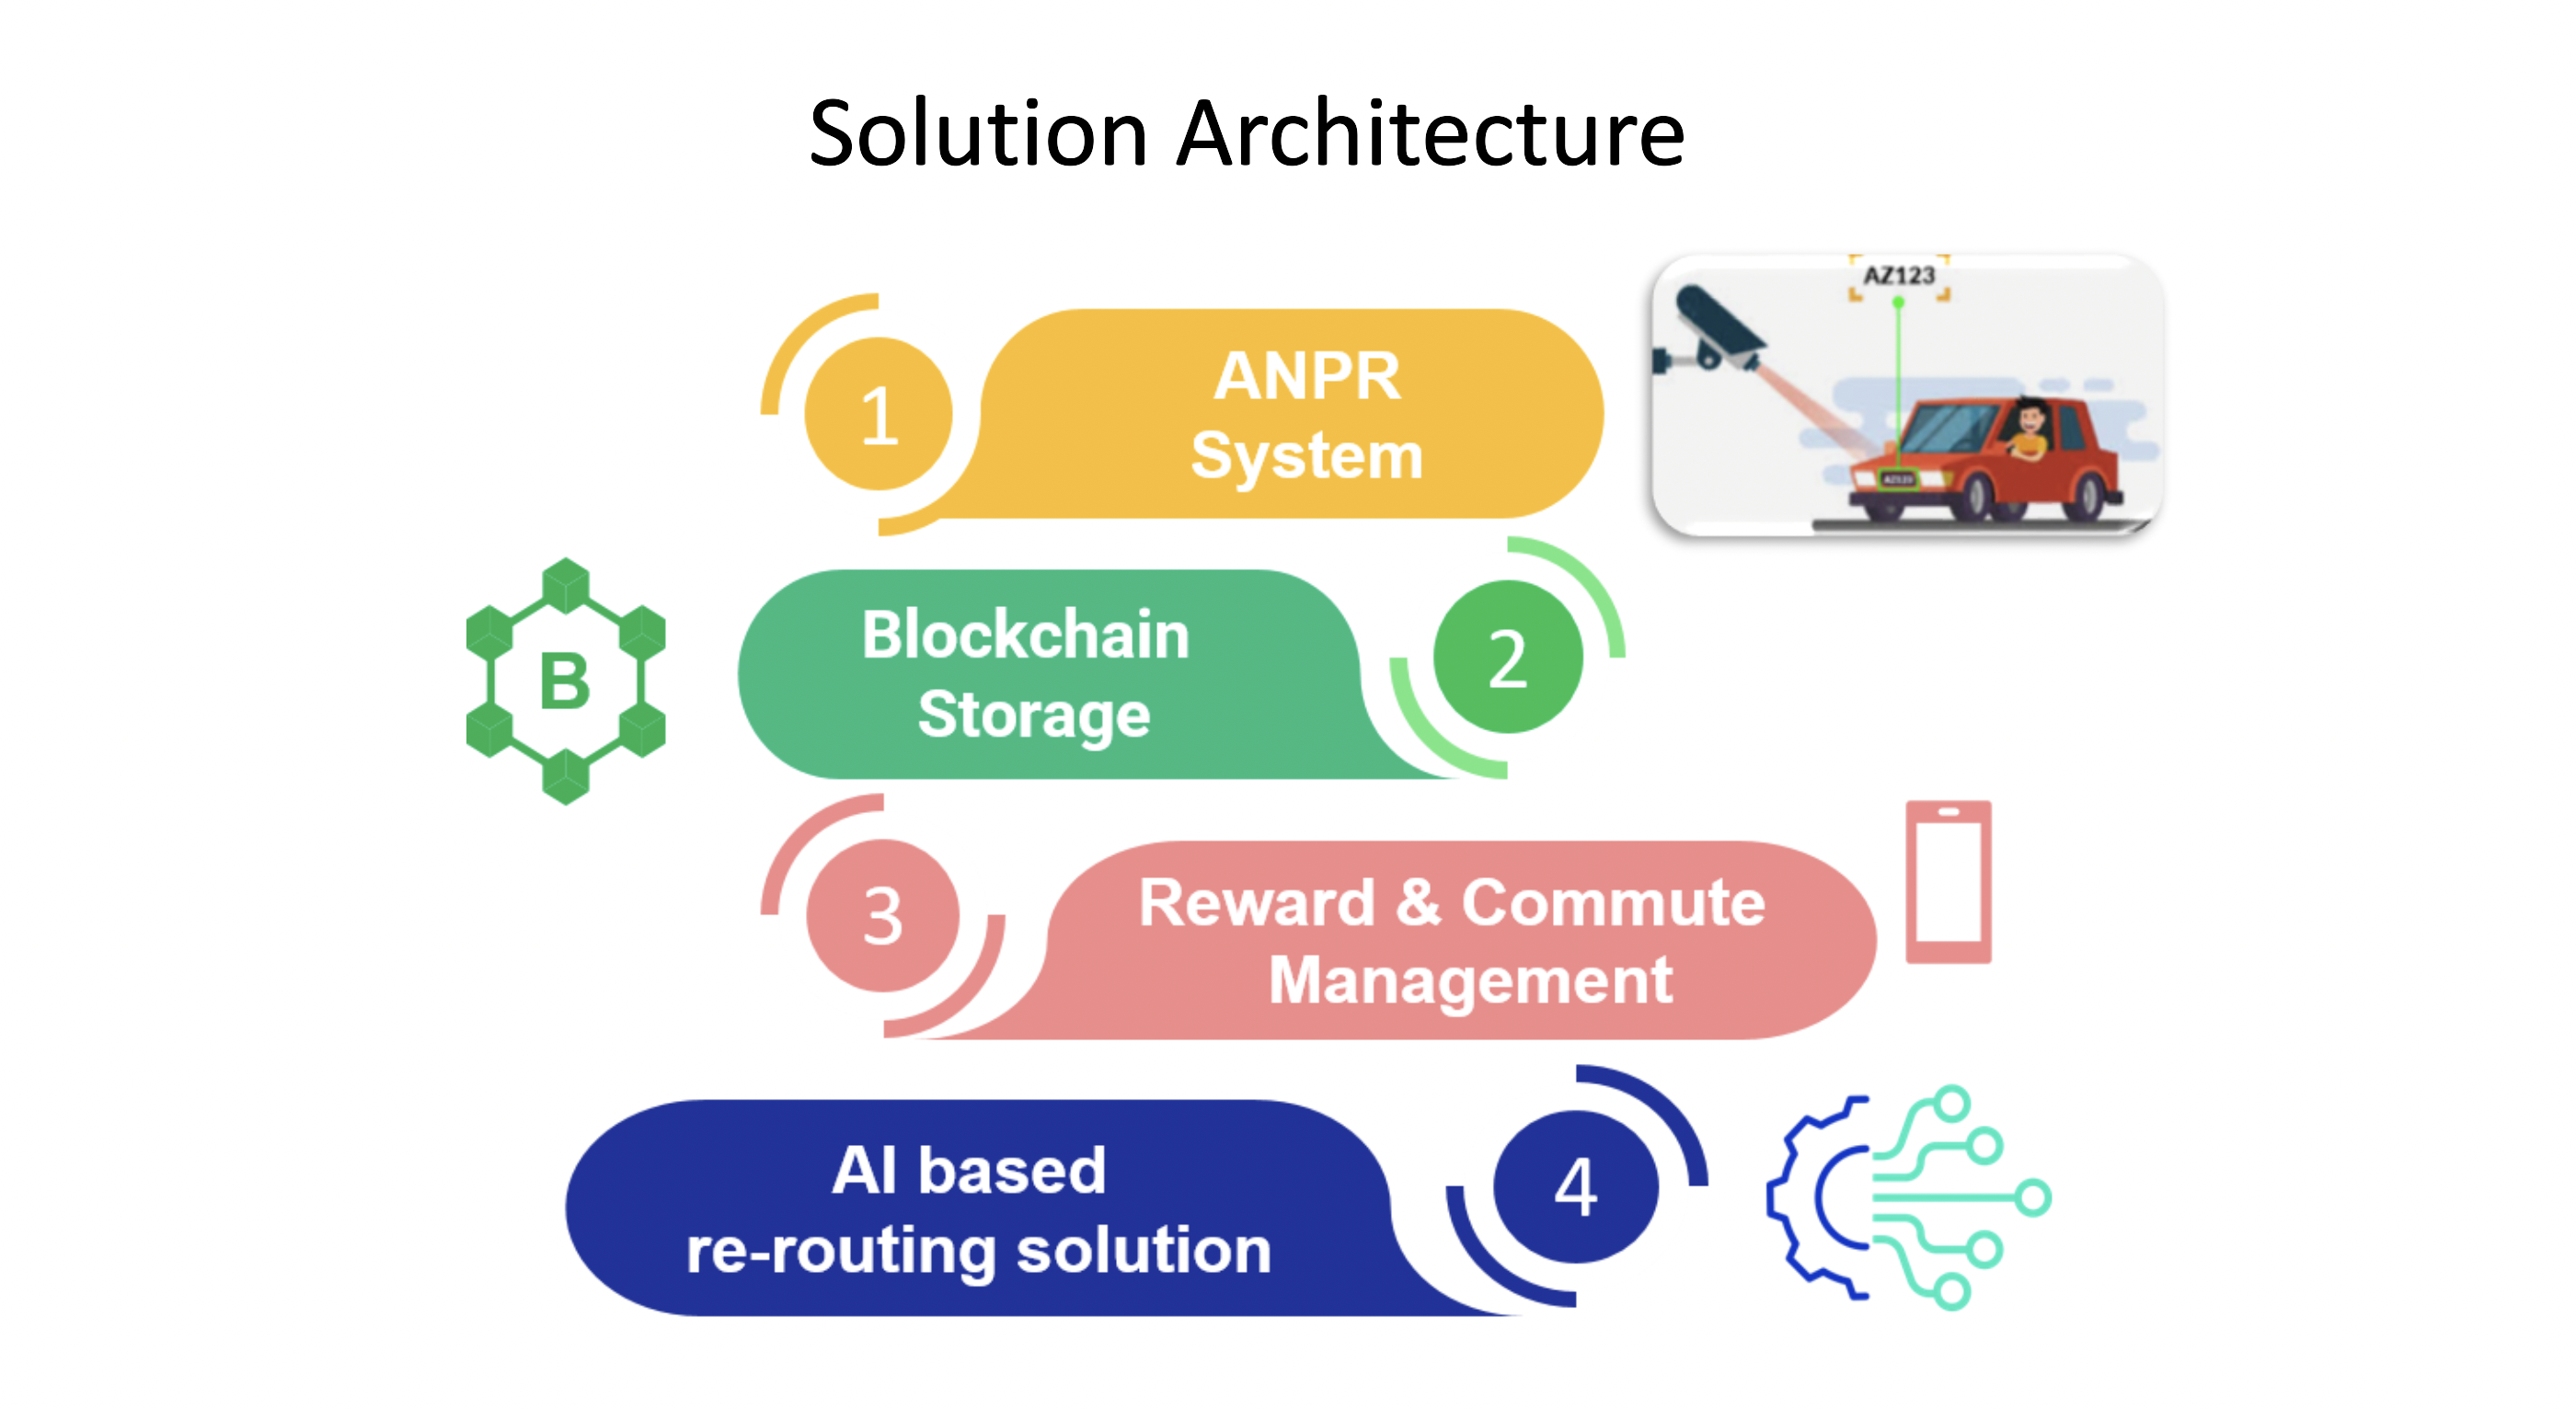 Solution Architecture
AZ123
1
ANPR
System
AZ123
B
Blockchain
Storage
2
3
Reward & Commute
Management
AI based
re-routing solution
4